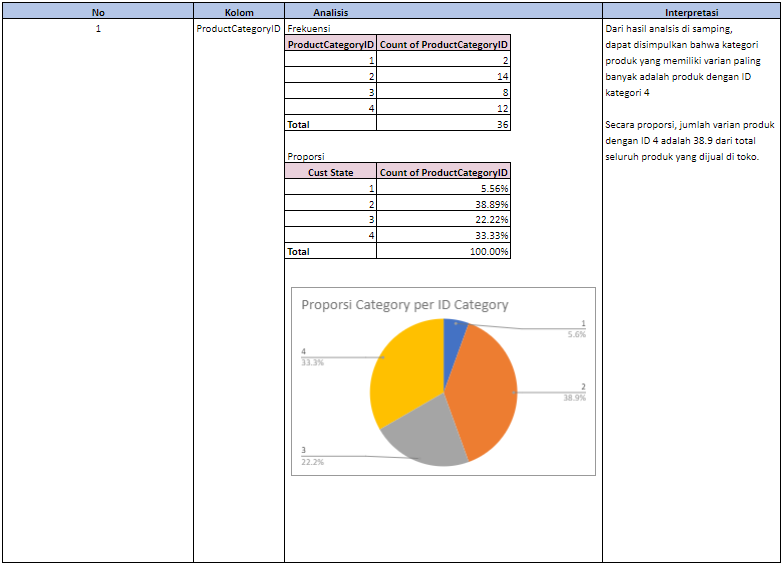 No Kolom Analisis Interpretasi
1 ProductCategoryID Frekuensi
ProductCategoryID Count of ProductCategoryID
1 2
2 14
3 8
4 12
Total 36
Proporsi
Cust State Count of ProductCategoryID
1 5.56%
2 38.89%
3 22.22%
4 33.33%
Total 100.00%
Proporsi Category per ID Category
1
5.6%
4
33.3%
2
38.9%
3
22.2%
Dari hasil analsis di samping,
dapat disimpulkan bahwa kategori
produk yang memiliki varian paling
banyak adalah produk dengan ID
kategori 4
Secara proporsi, jumlah varian produk
dengan ID 4 adalah 38.9 dari total
seluruh produk yang dijual di toko.